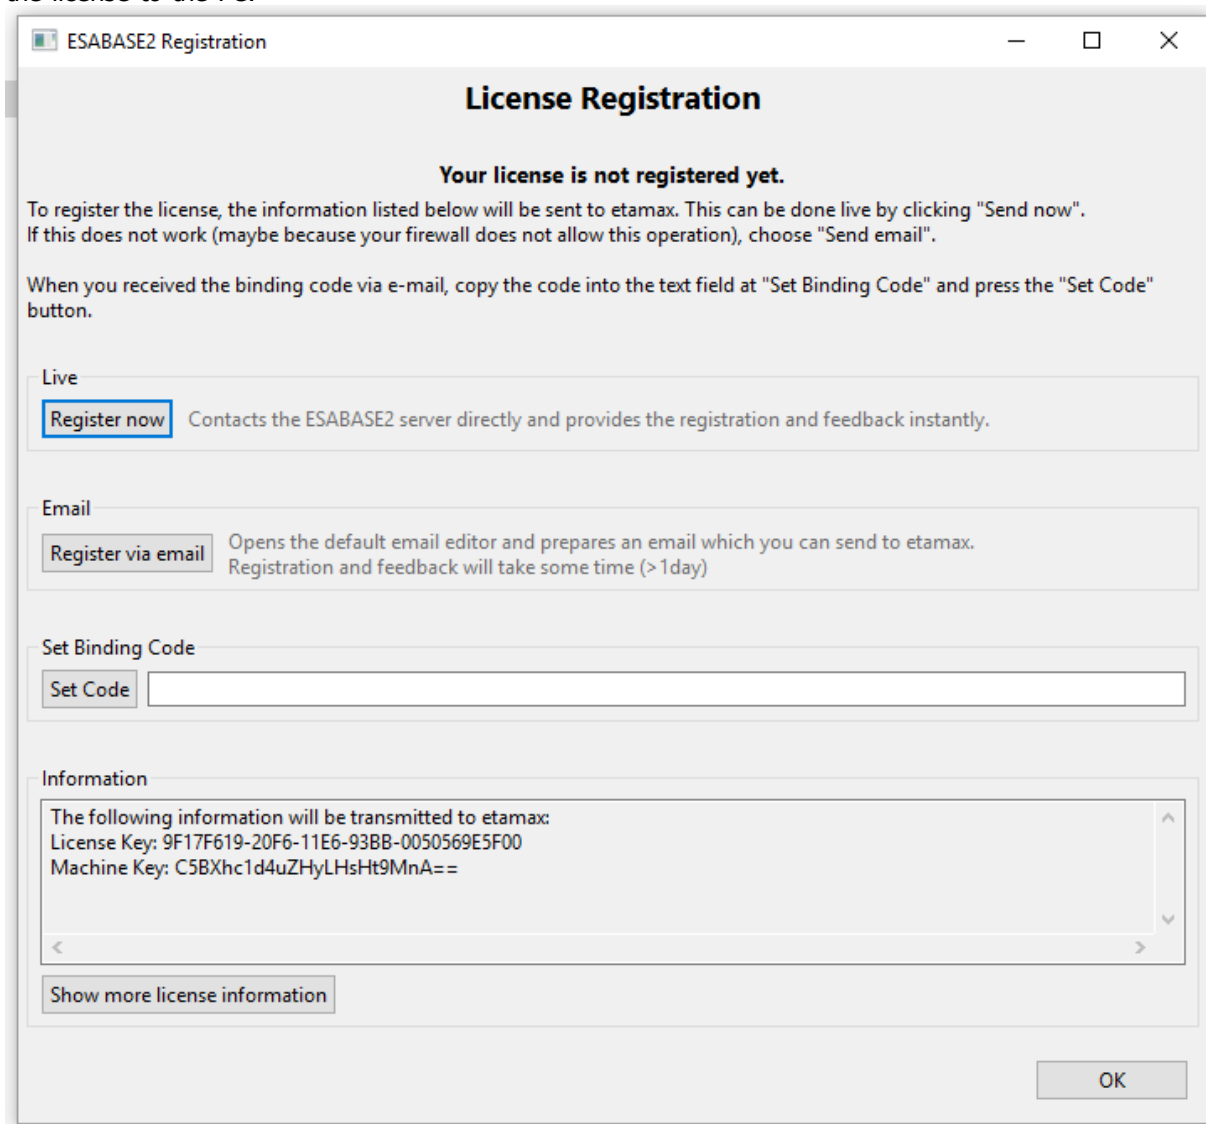 ESABASE2 Registration
License Registration
Your license is not registered yet.
To register the license, the information listed below will be sent to etamax. This can be done live by clicking "Send now".
If this does not work (maybe because your firewall does not allow this operation), choose "Send email".
When you received the binding code via e-mail, copy the code into the text field at "Set Binding Code" and press the "Set Code"
button.
Live
Register now Contacts the ESABASE2 server directly and provides the registration and feedback instantly.
Email
Register via email Opens the default email editor and prepares an email which you can send to etamax.
Registration and feedback will take some time (>1day)
Set Binding Code
Set Code
Information
The following information will be transmitted to etamax:
License Key: 9F17F619-20F6-11E6-93BB-0050569E5F00
Machine Key: C5BXhc1d4uZHyLHsHt9MnA==
Show more license information
OK